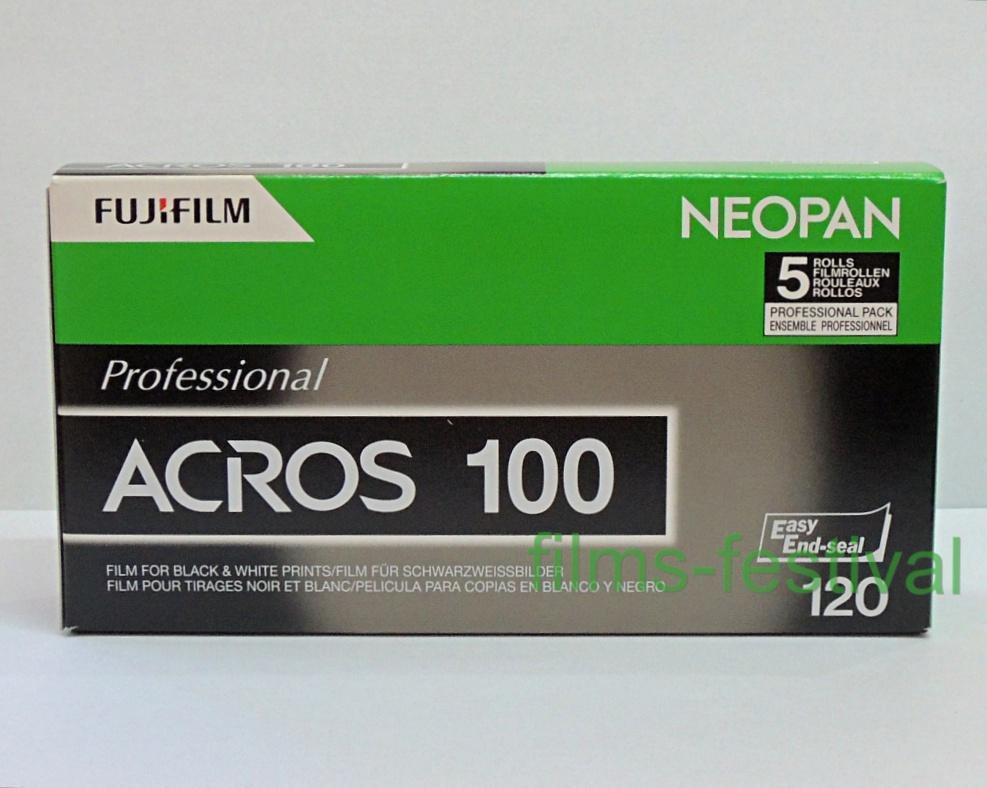 ACROS 100
FUJIFILM
NEOPAN
5 ROLLS
FILMROLLEN
ROULEAUX
ROLLOS
PROFESSIONAL PACK
ENSEMBLE PROFESSIONNEL
Professional
ACROS 100
Easy
End-seal
films-festival
FILM FOR BLACK & WHITE PRINTS/FILM FÜR SCHWARZWEISSBILDER
FILM POUR TIRAGES NOIR ET BLANC/PELICULA PARA COPIAS EN BLANCO Y NEGRO
120